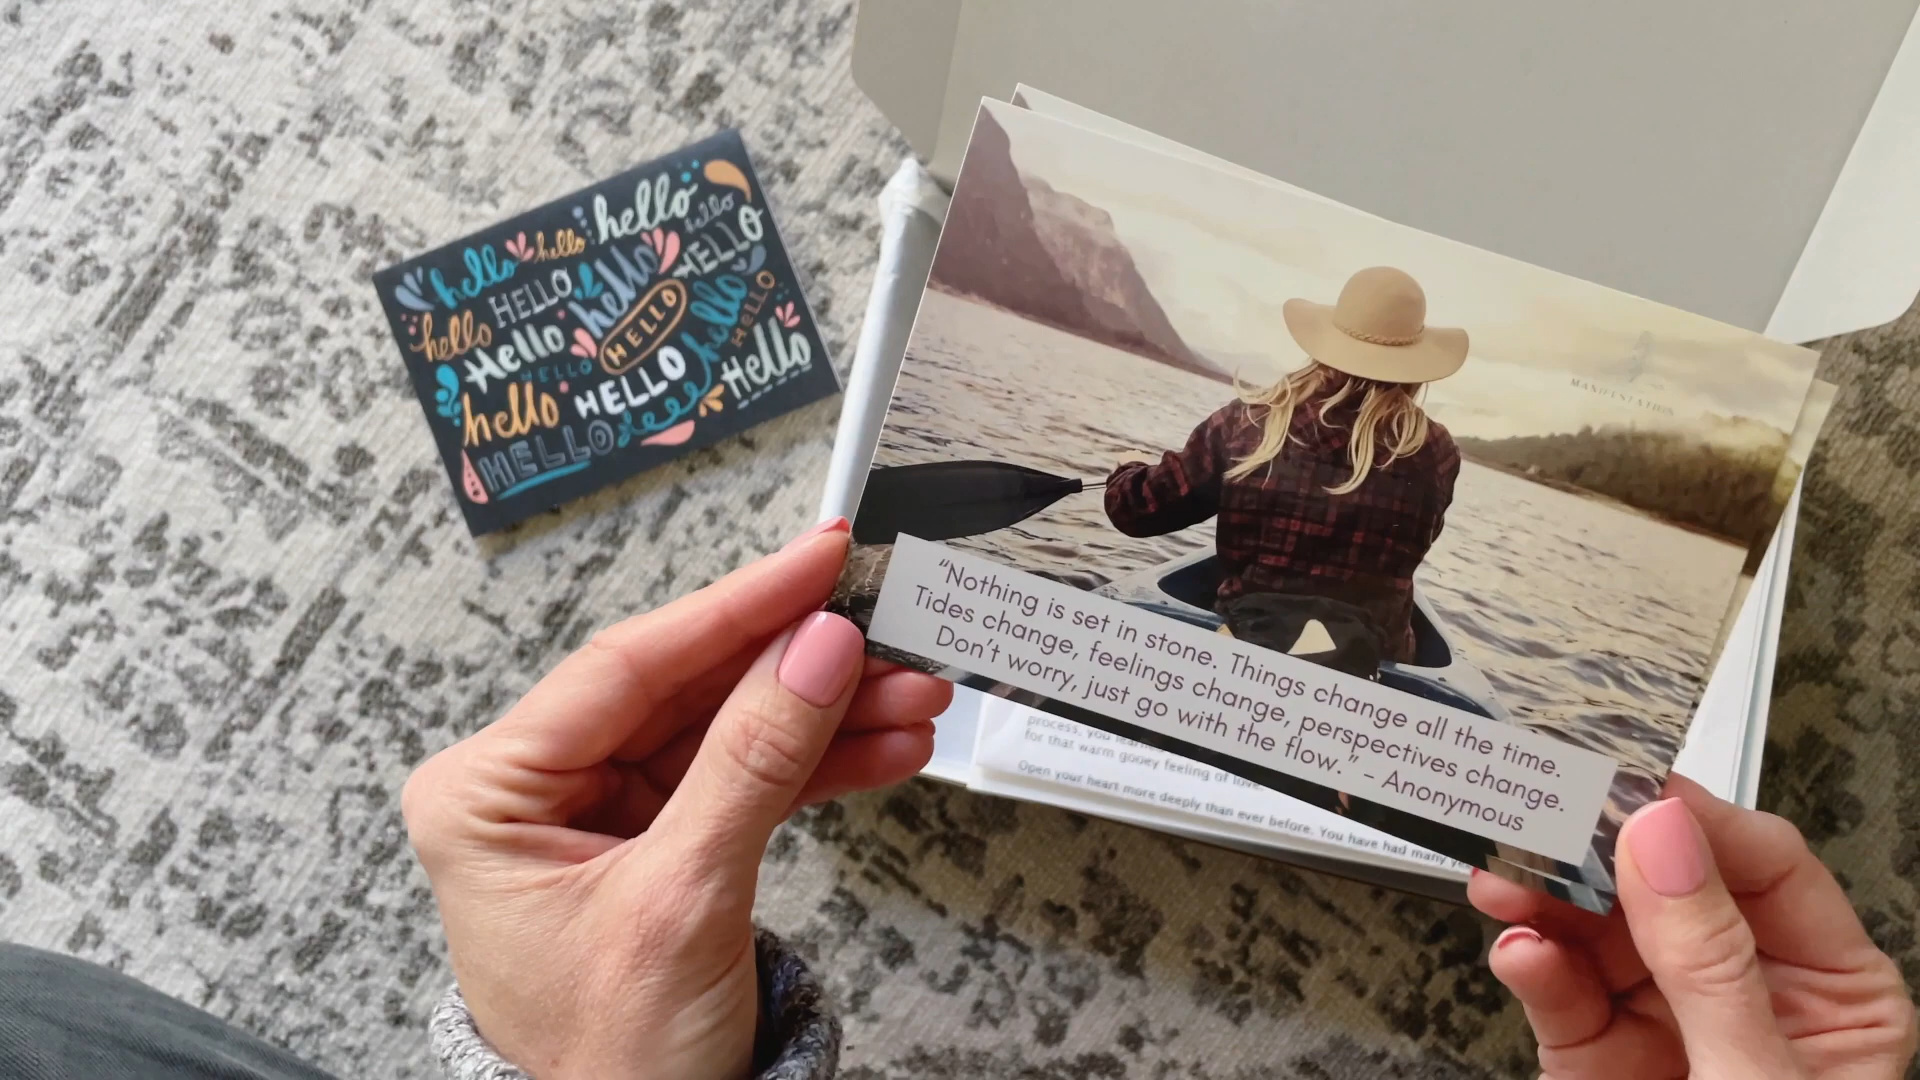 hello hello hello hello
HELLO hello HELLO
hello Hello HELLO hello HELLO
HELLO
hello HELLO Hello
HELLO
MANIFESTATION
“Nothing is set in stone. Things change all the time.
Tides change, feelings change, perspectives change.
Don’t worry, just go with the flow.” – Anonymous
process, you learned
for that warm gooey feeling of love.
Open your heart more deeply than ever before. You have had many